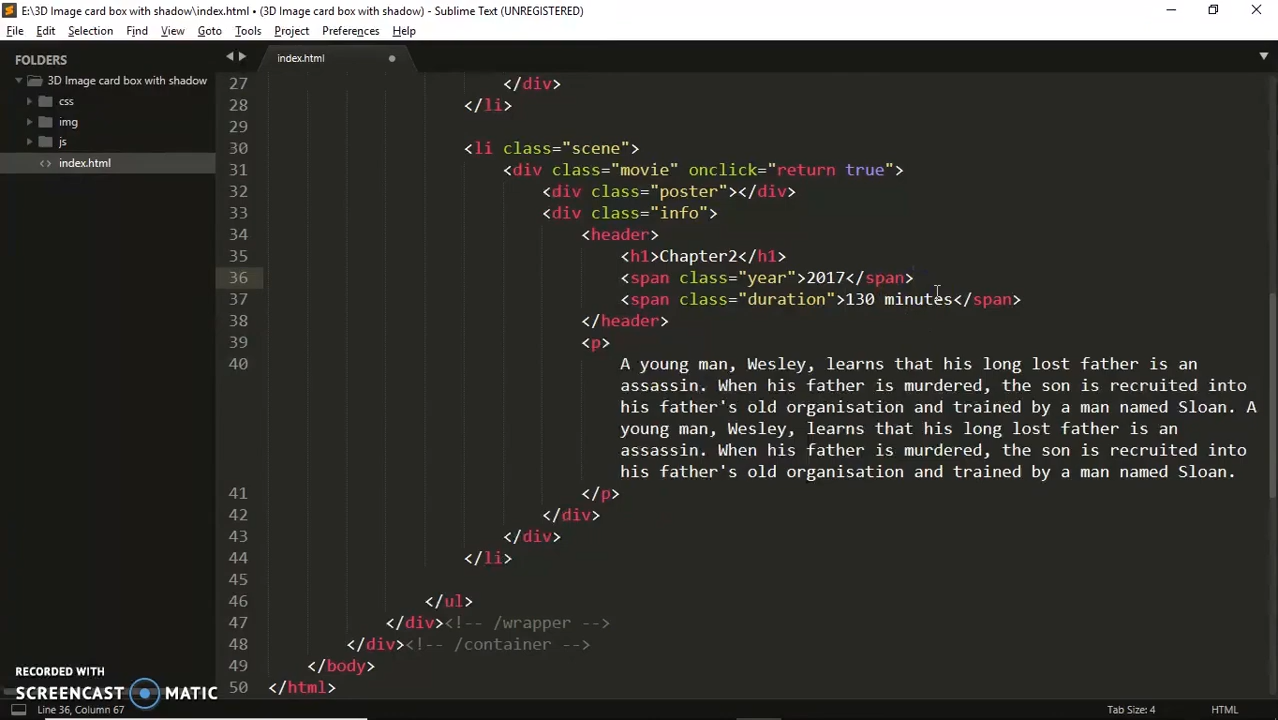 E:\3D Image card box with shadow\index.html • (3D Image card box with shadow) - Sublime Text (UNREGISTERED)
File Edit Selection Find View Goto Tools Project Preferences Help
FOLDERS
3D Image card box with shadow
css
img
js
index.html
index.html
27 </div>
28 </li>
29
30 <li class="scene">
31 <div class="movie" onclick="return true">
32 <div class="poster"></div>
33 <div class="info">
34 <header>
35 <h1>Chapter2</h1>
36 <span class="year">2017</span>
37 <span class="duration">130 minutes</span>
38 </header>
39 <p>
40 A young man, Wesley, learns that his long lost father is an
assassin. When his father is murdered, the son is recruited into
his father's old organisation and trained by a man named Sloan. A
young man, Wesley, learns that his long lost father is an
assassin. When his father is murdered, the son is recruited into
his father's old organisation and trained by a man named Sloan.
41 </p>
42 </div>
43 </div>
44 </li>
45
46 </ul>
47 </div><!-- /wrapper -->
48 </div><!-- /container -->
49 </body>
50 </html>
RECORDED WITH
SCREENCAST MATIC
Line 36, Column 67 Tab Size: 4 HTML